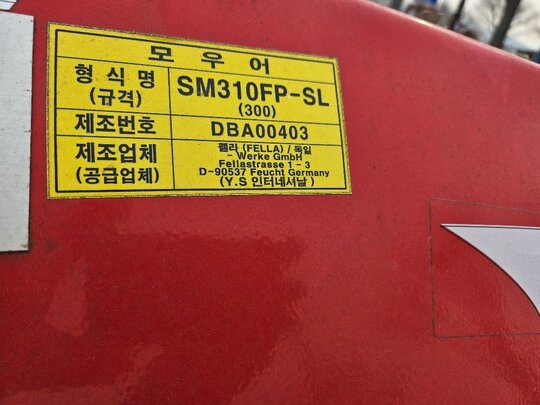 모우어
형식명 SM310FP-SL
(규격) (300)
제조번호 DBA00403
제조업체 펠라 (FELLA) / 독일
- Werke GmbH
Fellastrasse 1 - 3
D-90537 Feucht Germany
(공급업체) (Y.S 인터네셔날)